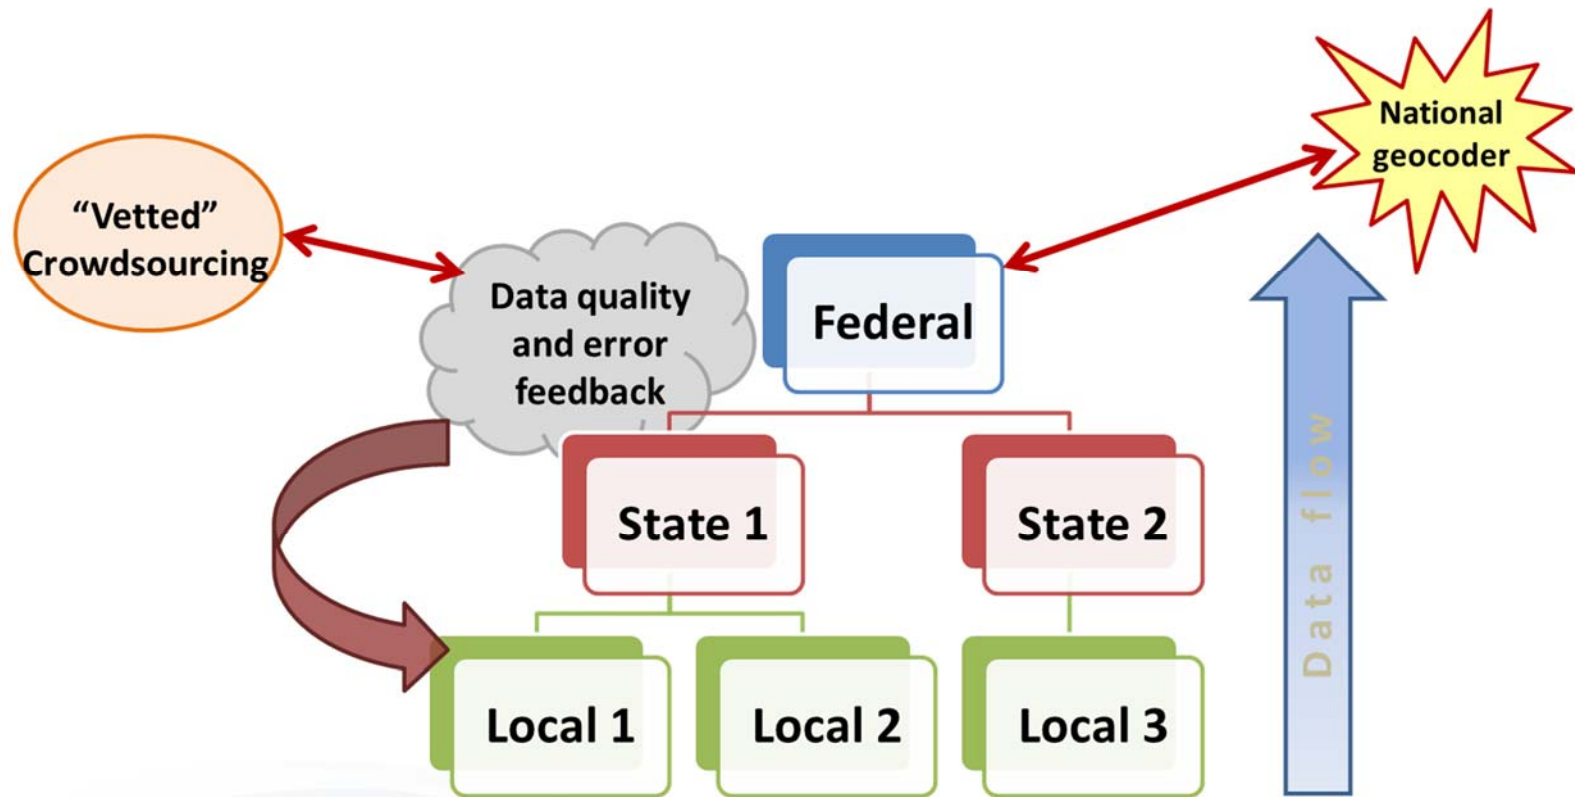 National
geocoder
“Vetted”
Crowdsourcing
Data quality
and error
feedback
Federal
State 1
State 2
Data flow
Local 1
Local 2
Local 3